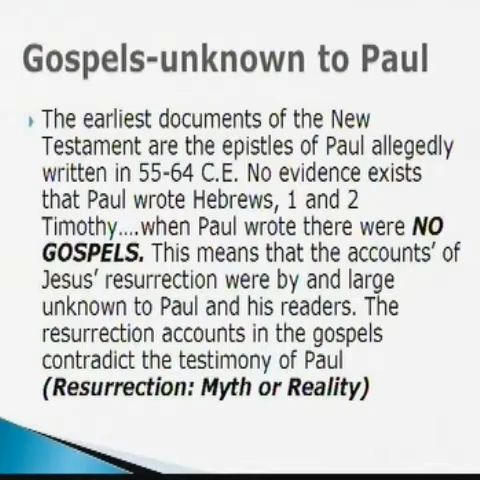 Gospels-unknown to Paul
The earliest documents of the New
Testament are the epistles of Paul allegedly
written in 55-64 C.E. No evidence exists
that Paul wrote Hebrews, 1 and 2
Timothy....when Paul wrote there were NO
GOSPELS. This means that the accounts' of
Jesus' resurrection were by and large
unknown to Paul and his readers. The
resurrection accounts in the gospels
contradict the testimony of Paul
(Resurrection: Myth or Reality)